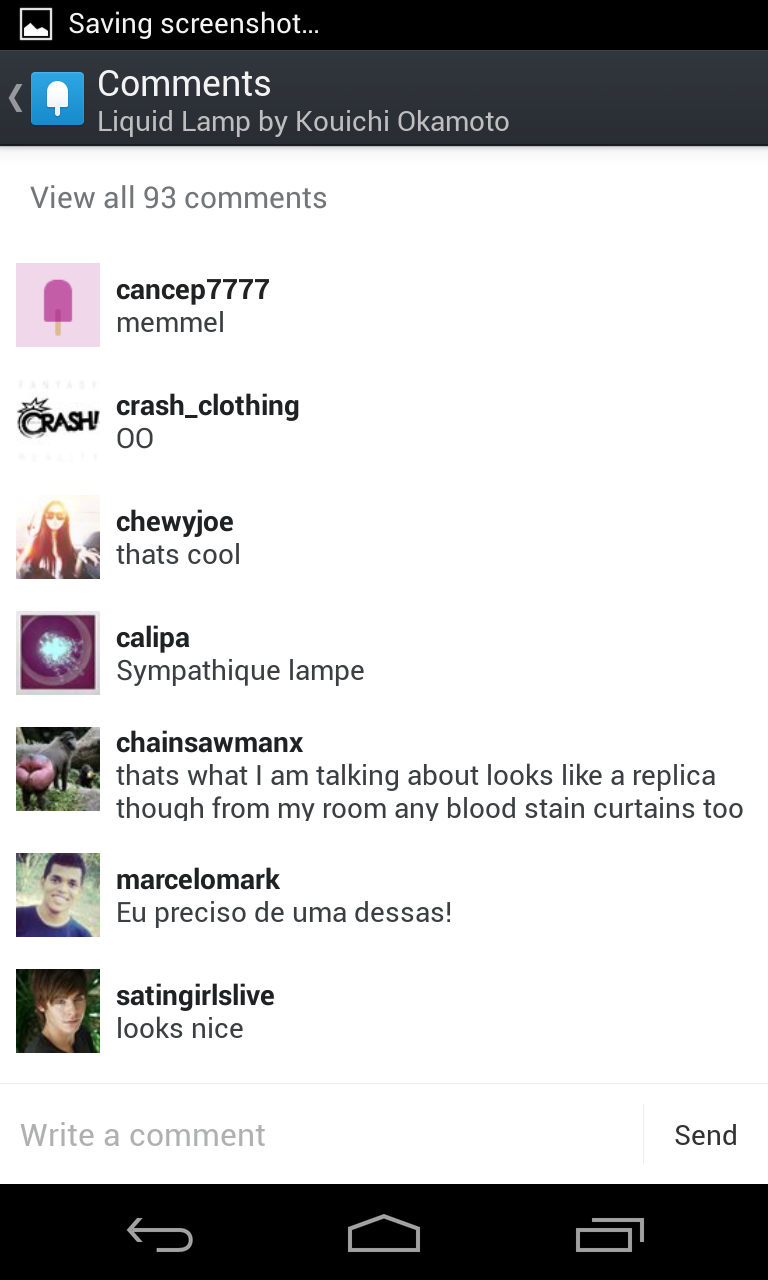 Saving screenshot...
Comments
Liquid Lamp by Kouichi Okamoto
View all 93 comments
cancep7777
memmel
FANTASY
CRASH!
crash_clothing
OO
chewyjoe
thats cool
calipa
Sympathique lampe
chainsawmanx
thats what I am talking about looks like a replica
though from my room any blood stain curtains too
marcelomark
Eu preciso de uma dessas!
satingirlslive
looks nice
Write a comment
Send